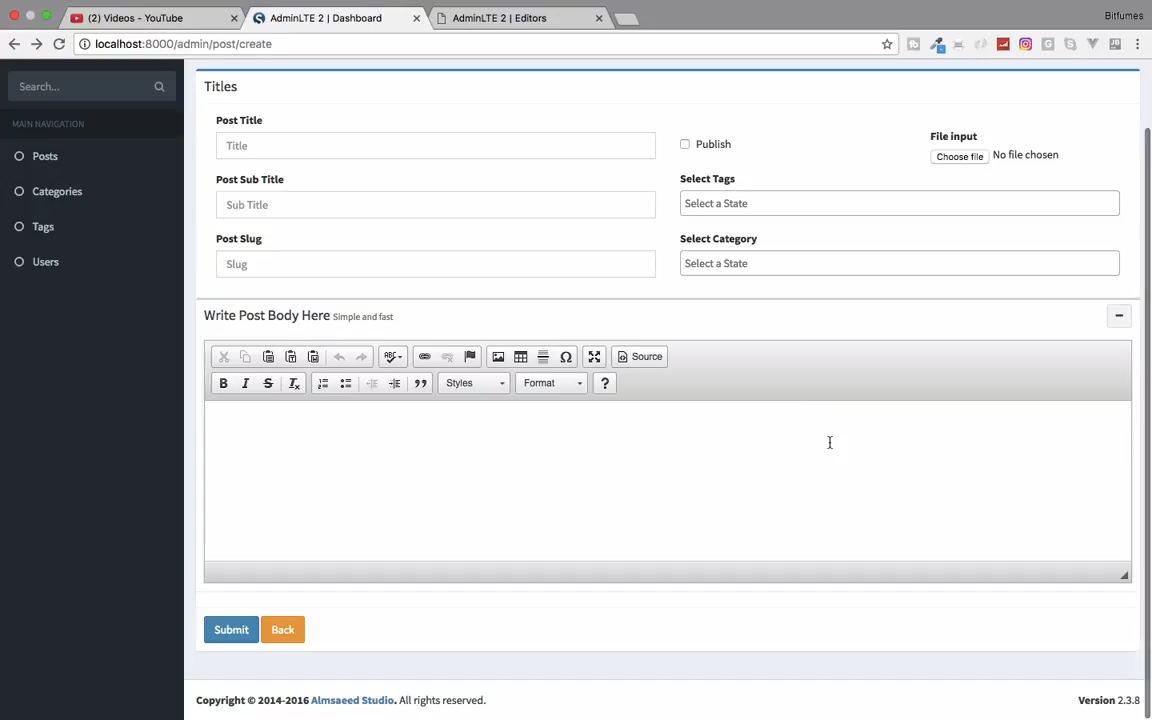 (2) Videos - YouTube
AdminLTE 2 | Dashboard
AdminLTE 2 | Editors
Bitfumes
localhost:8000/admin/post/create
Search...
MAIN NAVIGATION
Posts
Categories
Tags
Users
Titles
Post Title
Title
Post Sub Title
Sub Title
Post Slug
Slug
Publish
File input
Choose file No file chosen
Select Tags
Select a State
Select Category
Select a State
Write Post Body Here Simple and fast
ABC
Source
B I S Tx
Styles
Format
?
Submit
Back
Copyright © 2014-2016 Almsaeed Studio. All rights reserved.
Version 2.3.8